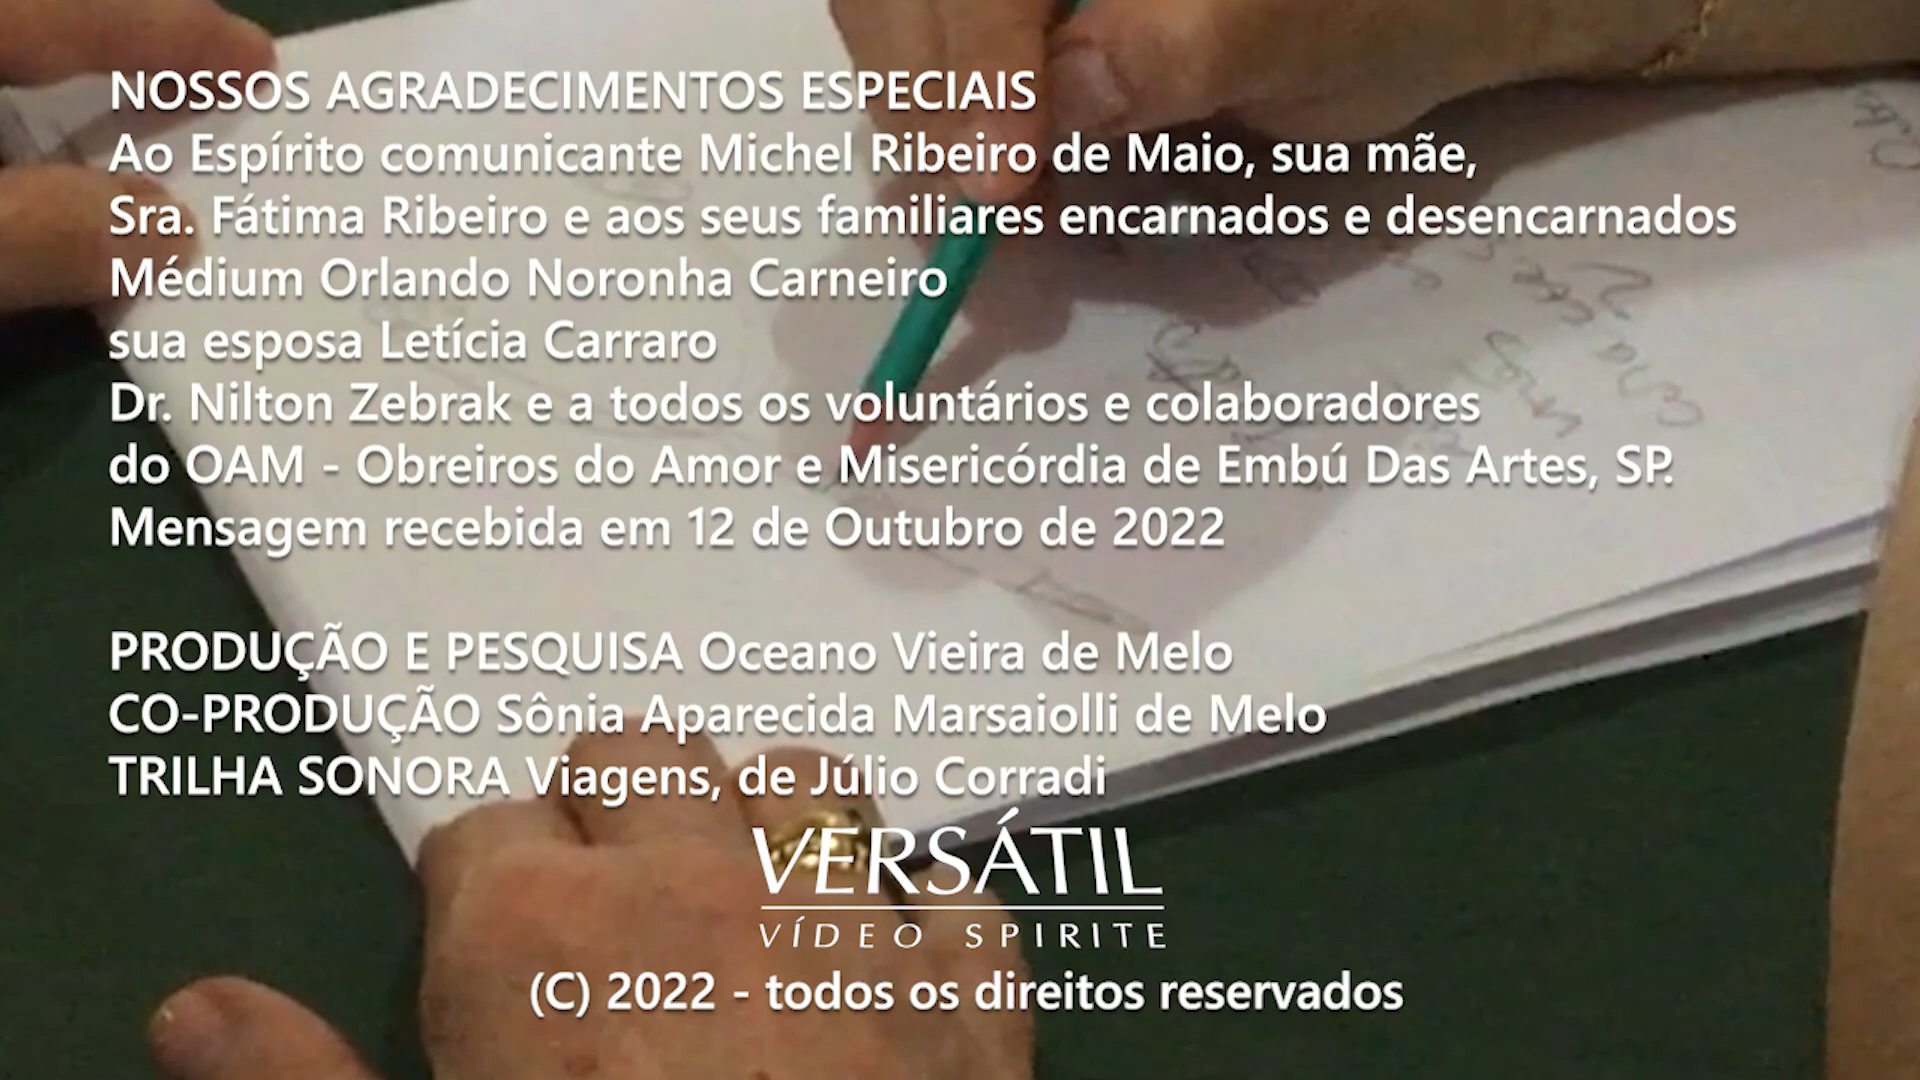 NOSSOS AGRADECIMENTOS ESPECIAIS
Ao Espírito comunicante Michel Ribeiro de Maio, sua mãe,
Sra. Fátima Ribeiro e aos seus familiares encarnados e desencarnados
Médium Orlando Noronha Carneiro
sua esposa Letícia Carraro
Dr. Nilton Zebrak e a todos os voluntários e colaboradores
do OAM - Obreiros do Amor e Misericórdia de Embú Das Artes, SP.
Mensagem recebida em 12 de Outubro de 2022
PRODUÇÃO E PESQUISA Oceano Vieira de Melo
CO-PRODUÇÃO Sônia Aparecida Marsaiolli de Melo
TRILHA SONORA Viagens, de Júlio Corradi
VERSÁTIL
VÍDEO SPIRITE
(C) 2022 - todos os direitos reservados